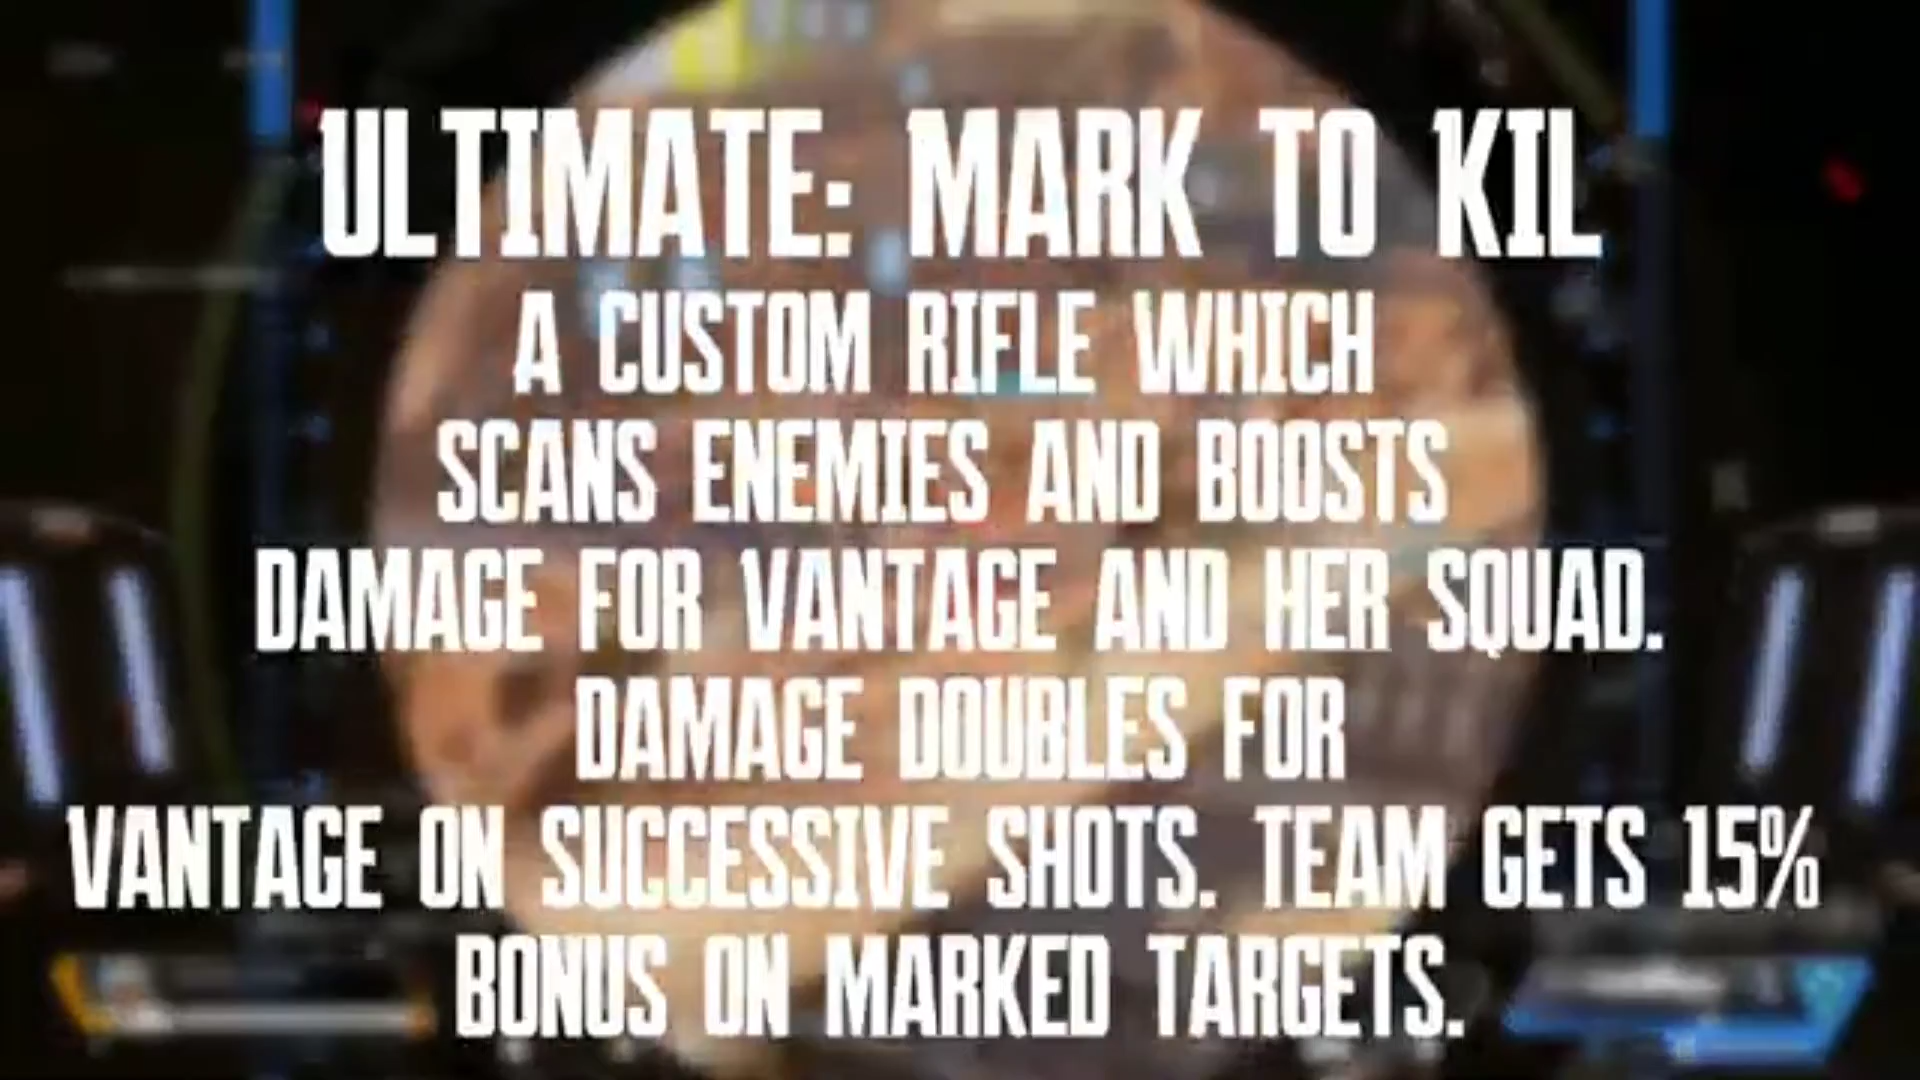 ULTIMATE: MARK TO KIL
A CUSTOM RIFLE WHICH
SCANS ENEMIES AND BOOSTS
DAMAGE FOR VANTAGE AND HER SQUAD.
DAMAGE DOUBLES FOR
VANTAGE ON SUCCESSIVE SHOTS. TEAM GETS 15%
BONUS ON MARKED TARGETS.